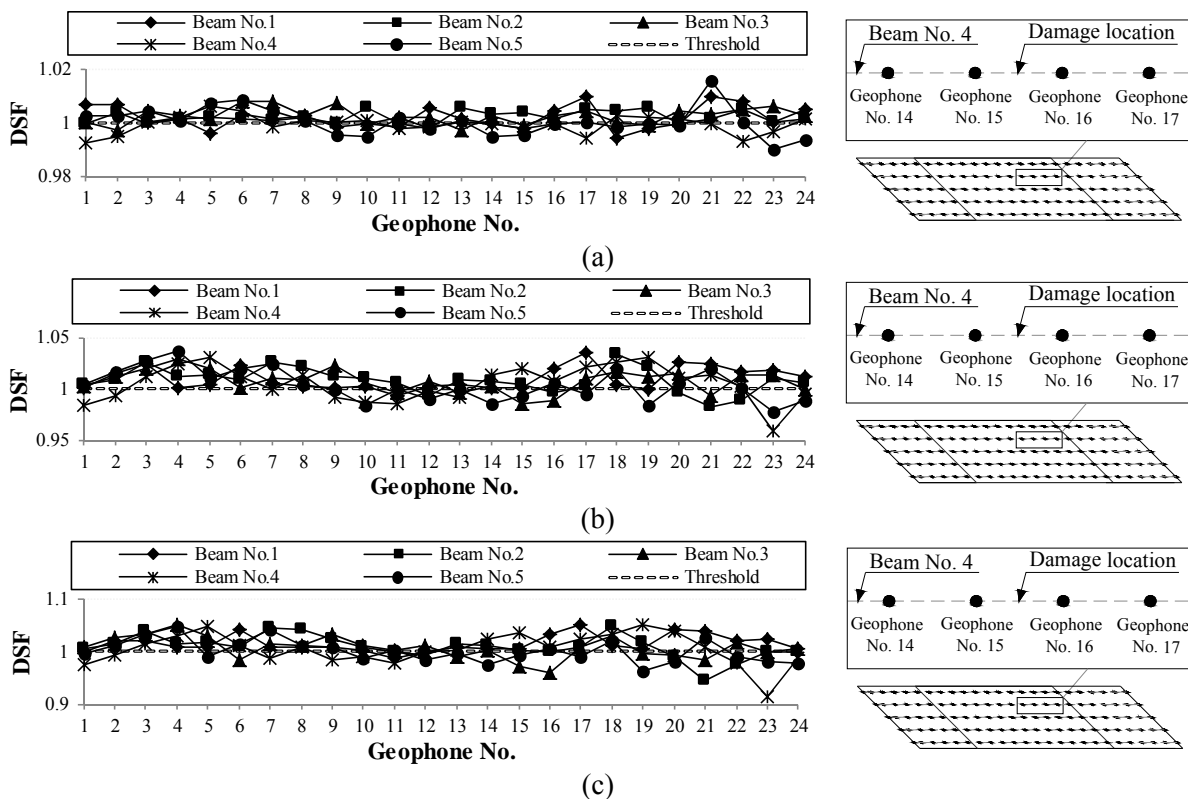 Beam No.1 Beam No.2 Beam No.3
Beam No.4 Beam No.5 Threshold
1.02
1
0.98
DSF
1 2 3 4 5 6 7 8 9 10 11 12 13 14 15 16 17 18 19 20 21 22 23 24
Geophone No.
Beam No. 4 Damage location
Geophone Geophone Geophone Geophone
No. 14 No. 15 No. 16 No. 17
(a)
Beam No.1 Beam No.2 Beam No.3
Beam No.4 Beam No.5 Threshold
1.05
1
0.95
DSF
1 2 3 4 5 6 7 8 9 10 11 12 13 14 15 16 17 18 19 20 21 22 23 24
Geophone No.
Beam No. 4 Damage location
Geophone Geophone Geophone Geophone
No. 14 No. 15 No. 16 No. 17
(b)
Beam No.1 Beam No.2 Beam No.3
Beam No.4 Beam No.5 Threshold
1.1
1
0.9
DSF
1 2 3 4 5 6 7 8 9 10 11 12 13 14 15 16 17 18 19 20 21 22 23 24
Geophone No.
Beam No. 4 Damage location
Geophone Geophone Geophone Geophone
No. 14 No. 15 No. 16 No. 17
(c)